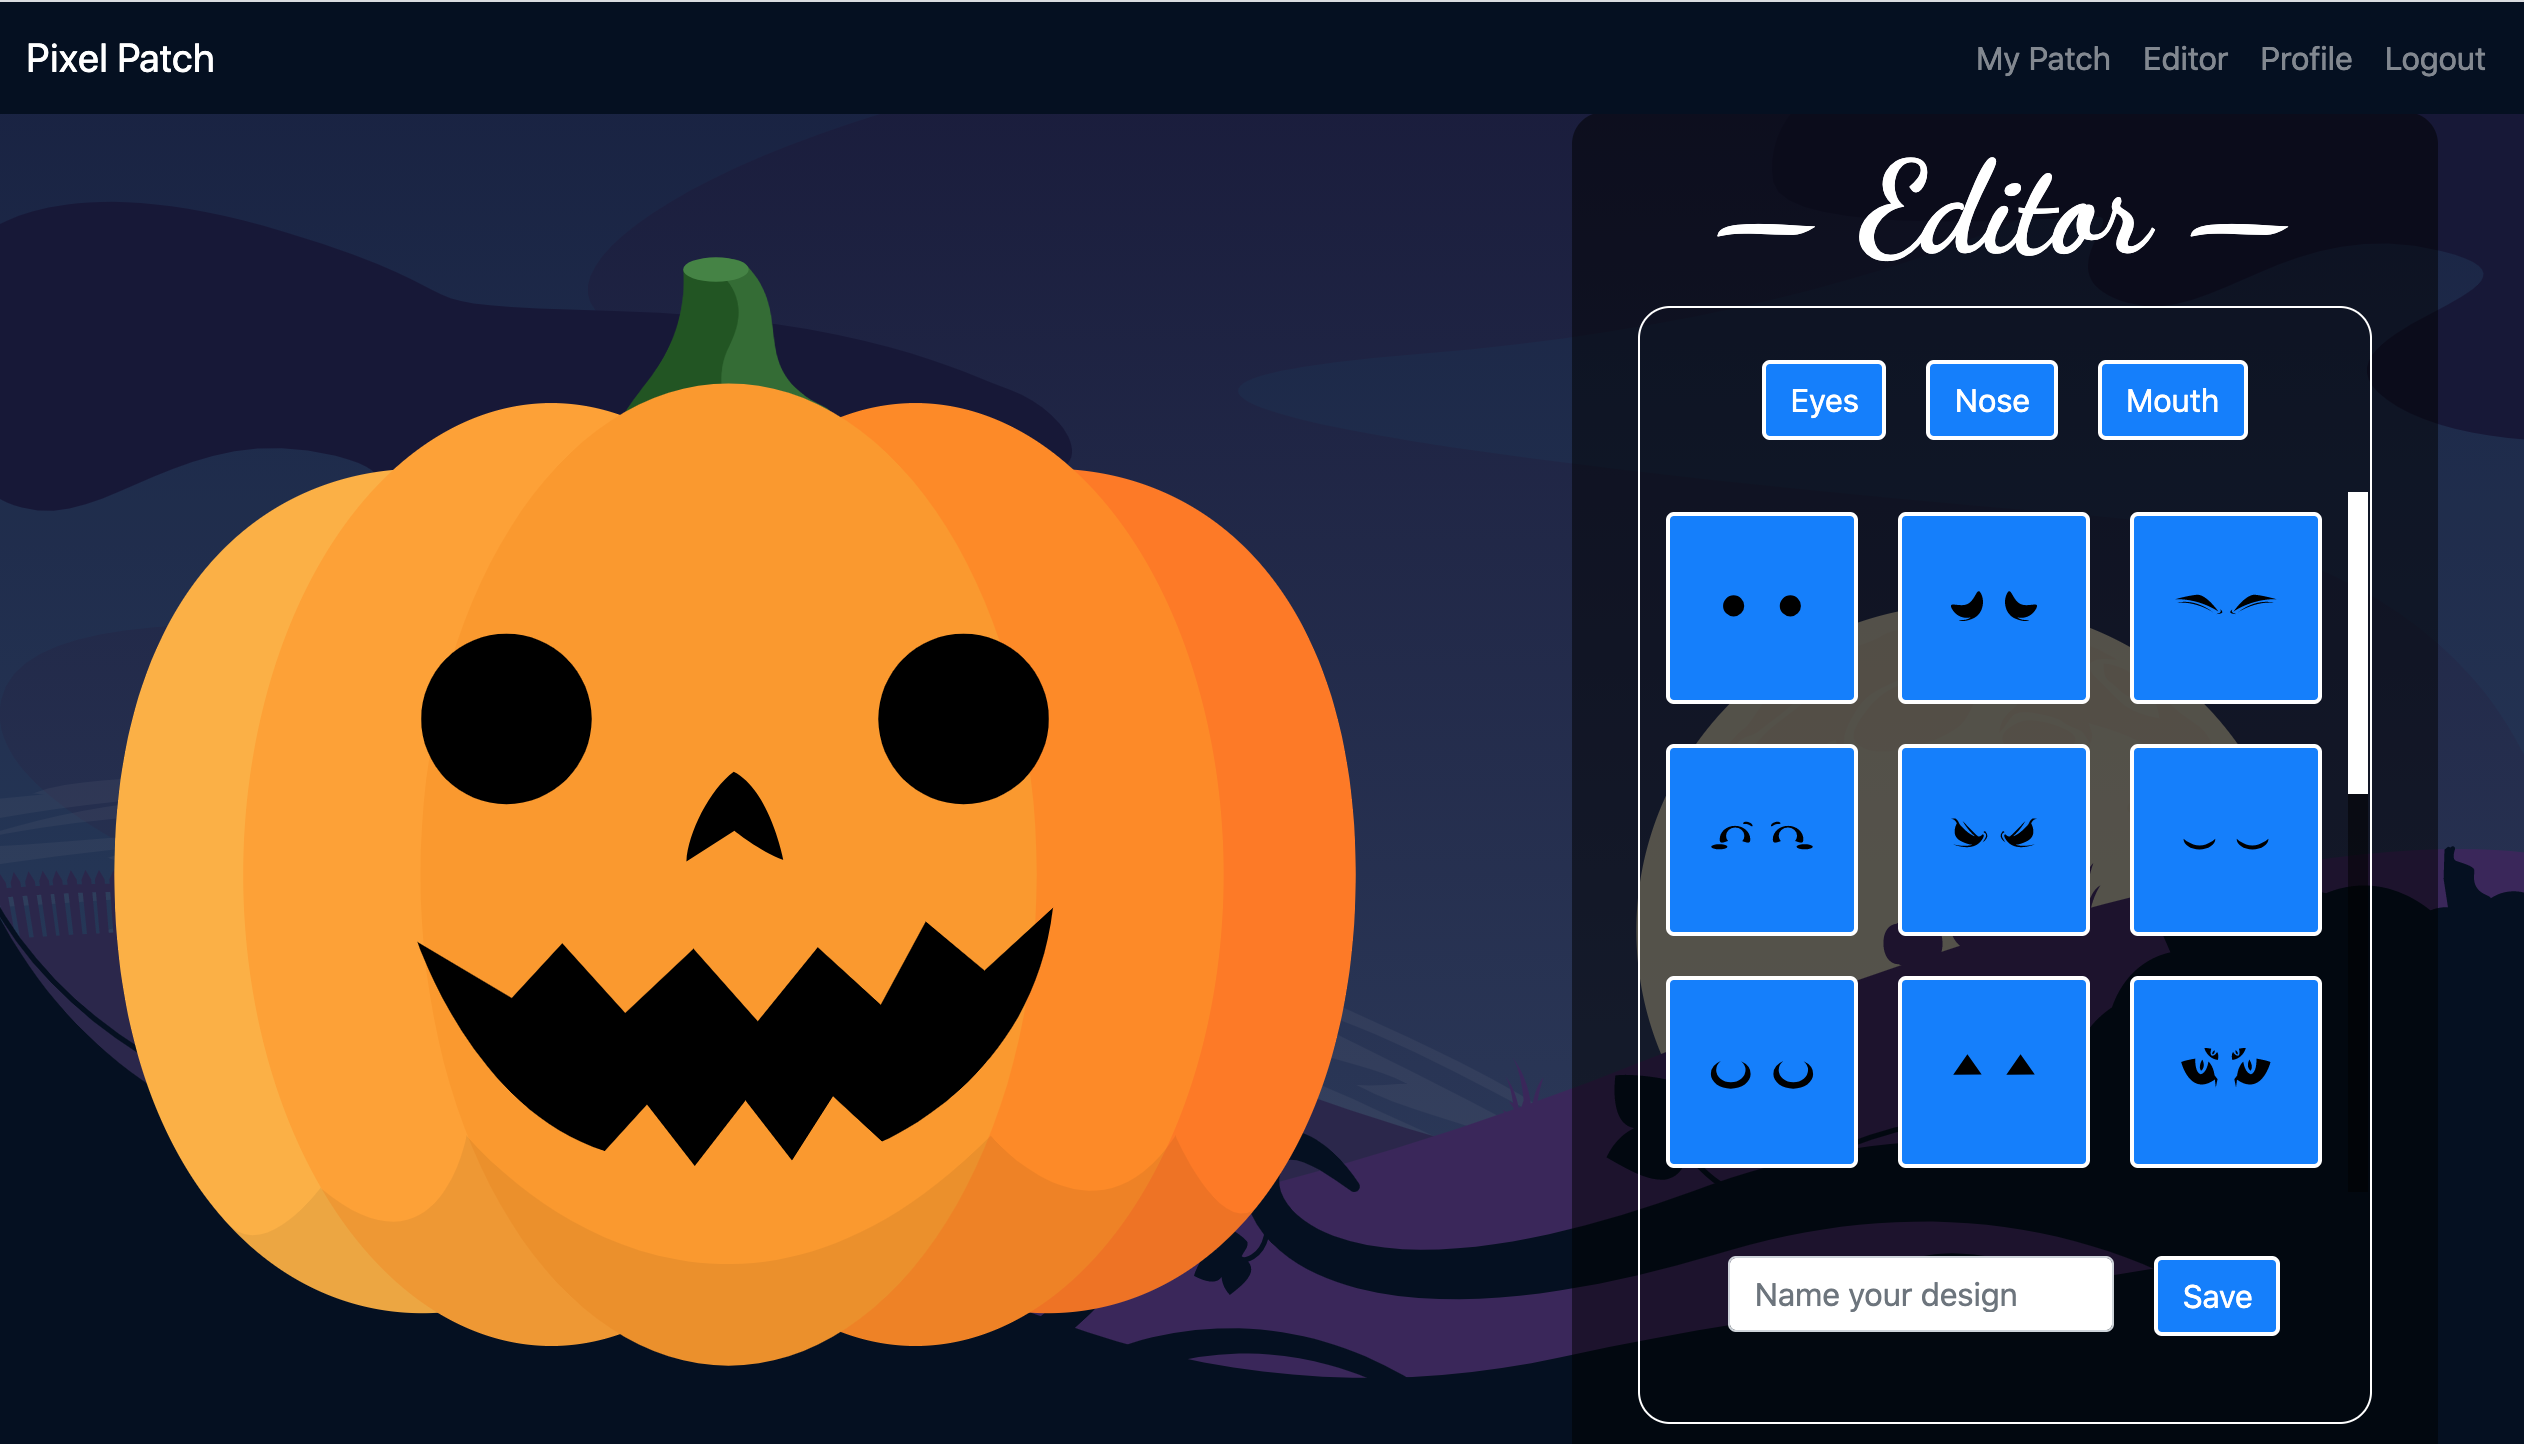 Pixel Patch
My Patch Editor Profile Logout
Editor
Eyes Nose Mouth
Name your design Save